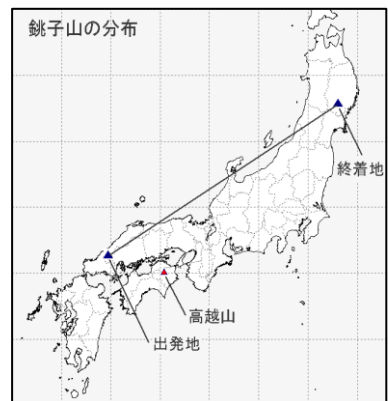 銚子山の分布
終着地
高越山
出発地